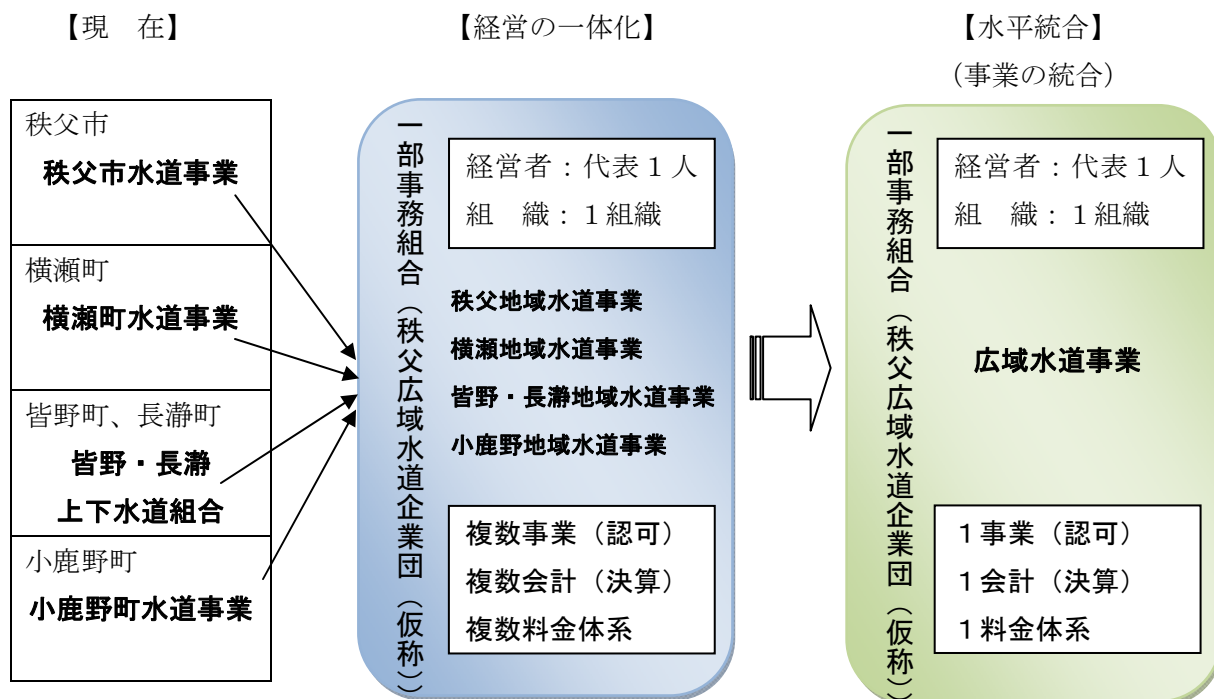 【現　在】
【経営の一体化】
【水平統合】
（事業の統合）
秩父市
秩父市水道事業
横瀬町
横瀬町水道事業
皆野町、長瀞町
皆野・長瀞
上下水道組合
小鹿野町
小鹿野町水道事業
一部事務組合（秩父広域水道企業団（仮称））
経営者：代表１人
組　織：１組織
秩父地域水道事業
横瀬地域水道事業
皆野・長瀞地域水道事業
小鹿野地域水道事業
複数事業（認可）
複数会計（決算）
複数料金体系
一部事務組合（秩父広域水道企業団（仮称））
経営者：代表１人
組　織：１組織
広域水道事業
１事業（認可）
１会計（決算）
１料金体系